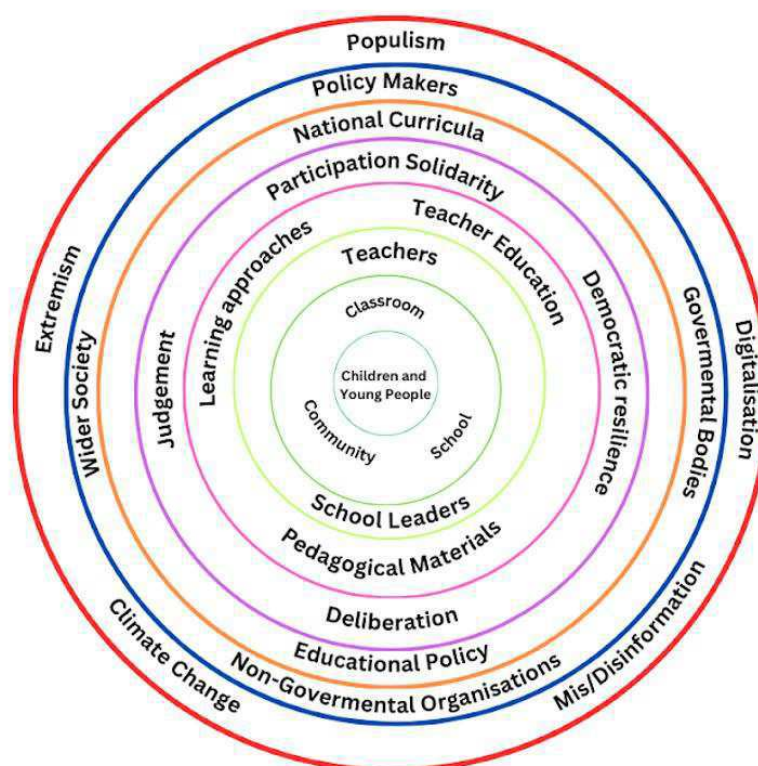 Populism
Policy Makers
National Curricula
Participation Solidarity
Teacher Education
Learning approaches
Teachers
Classroom
Children and
Young People
Community
School
School Leaders
Pedagogical Materials
Deliberation
Educational Policy
Non-Govermental Organisations
Extremism
Wider Society
Judgement
Democratic resilience
Govermental Bodies
Digitalisation
Climate Change
Mis/Disinformation